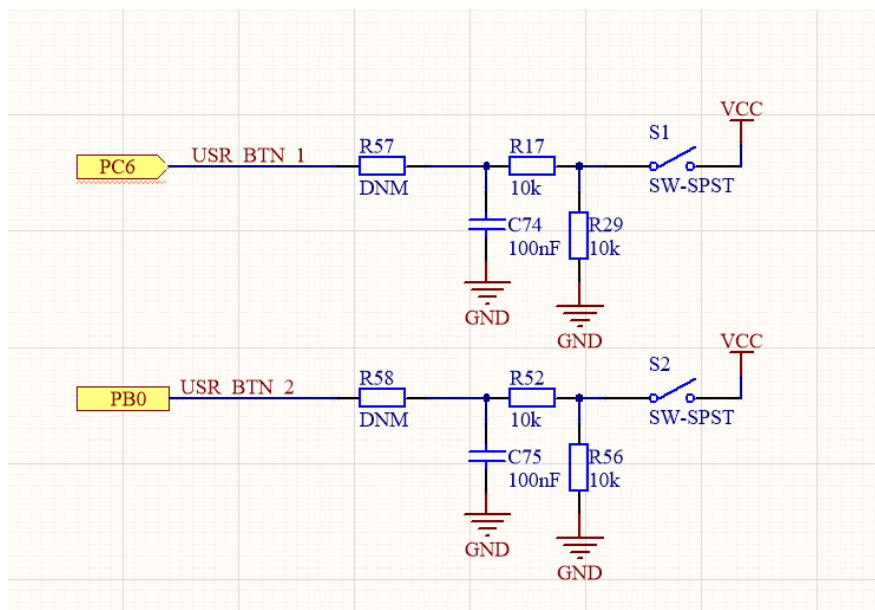 VCC
S1
R57
R17
USR BTN 1
PC6
DNM
10k
SW-SPST
C74
R29
100nF
10k
GND
GND
VCC
S2
R58
R52
USR BTN 2
PB0
DNM
10k
SW-SPST
C75
R56
100nF
10k
GND
GND